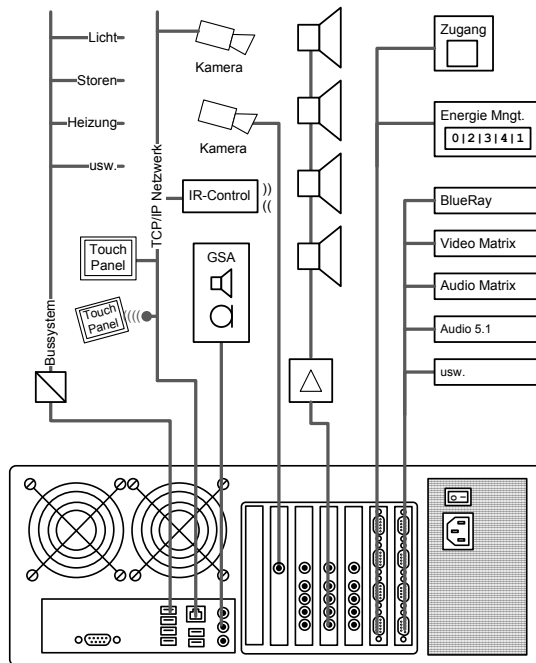 Licht
Storen
Heizung
usw.
Bussystem
TCP/IP Netzwerk
Touch
Panel
Touch
Panel
Kamera
Kamera
IR-Control
GSA
Zugang
Energie Mngt.
0|2|3|4|1
BlueRay
Video Matrix
Audio Matrix
Audio 5.1
usw.